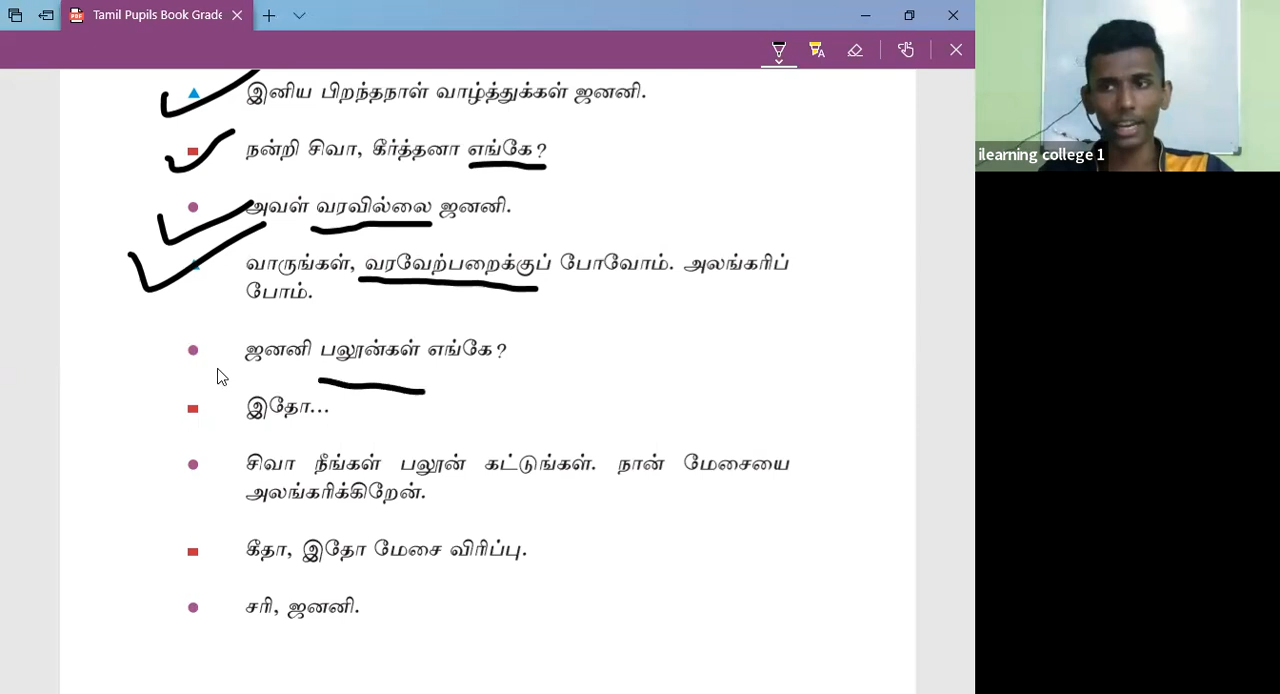 Tamil Pupils Book Grade
இனிய பிறந்தநாள் வாழ்த்துக்கள் ஜனனி.
நன்றி சிவா, கீர்த்தனா எங்கே?
அவள் வரவில்லை ஜனனி.
வாருங்கள், வரவேற்பறைக்குப் போவோம். அலங்கரிப்
போம்.
ஜனனி பலூன்கள் எங்கே?
இதோ...
சிவா நீங்கள் பலூன் கட்டுங்கள். நான் மேசையை
அலங்கரிக்கிறேன்.
கீதா, இதோ மேசை விரிப்பு.
சரி, ஜனனி.
ilearning college 1